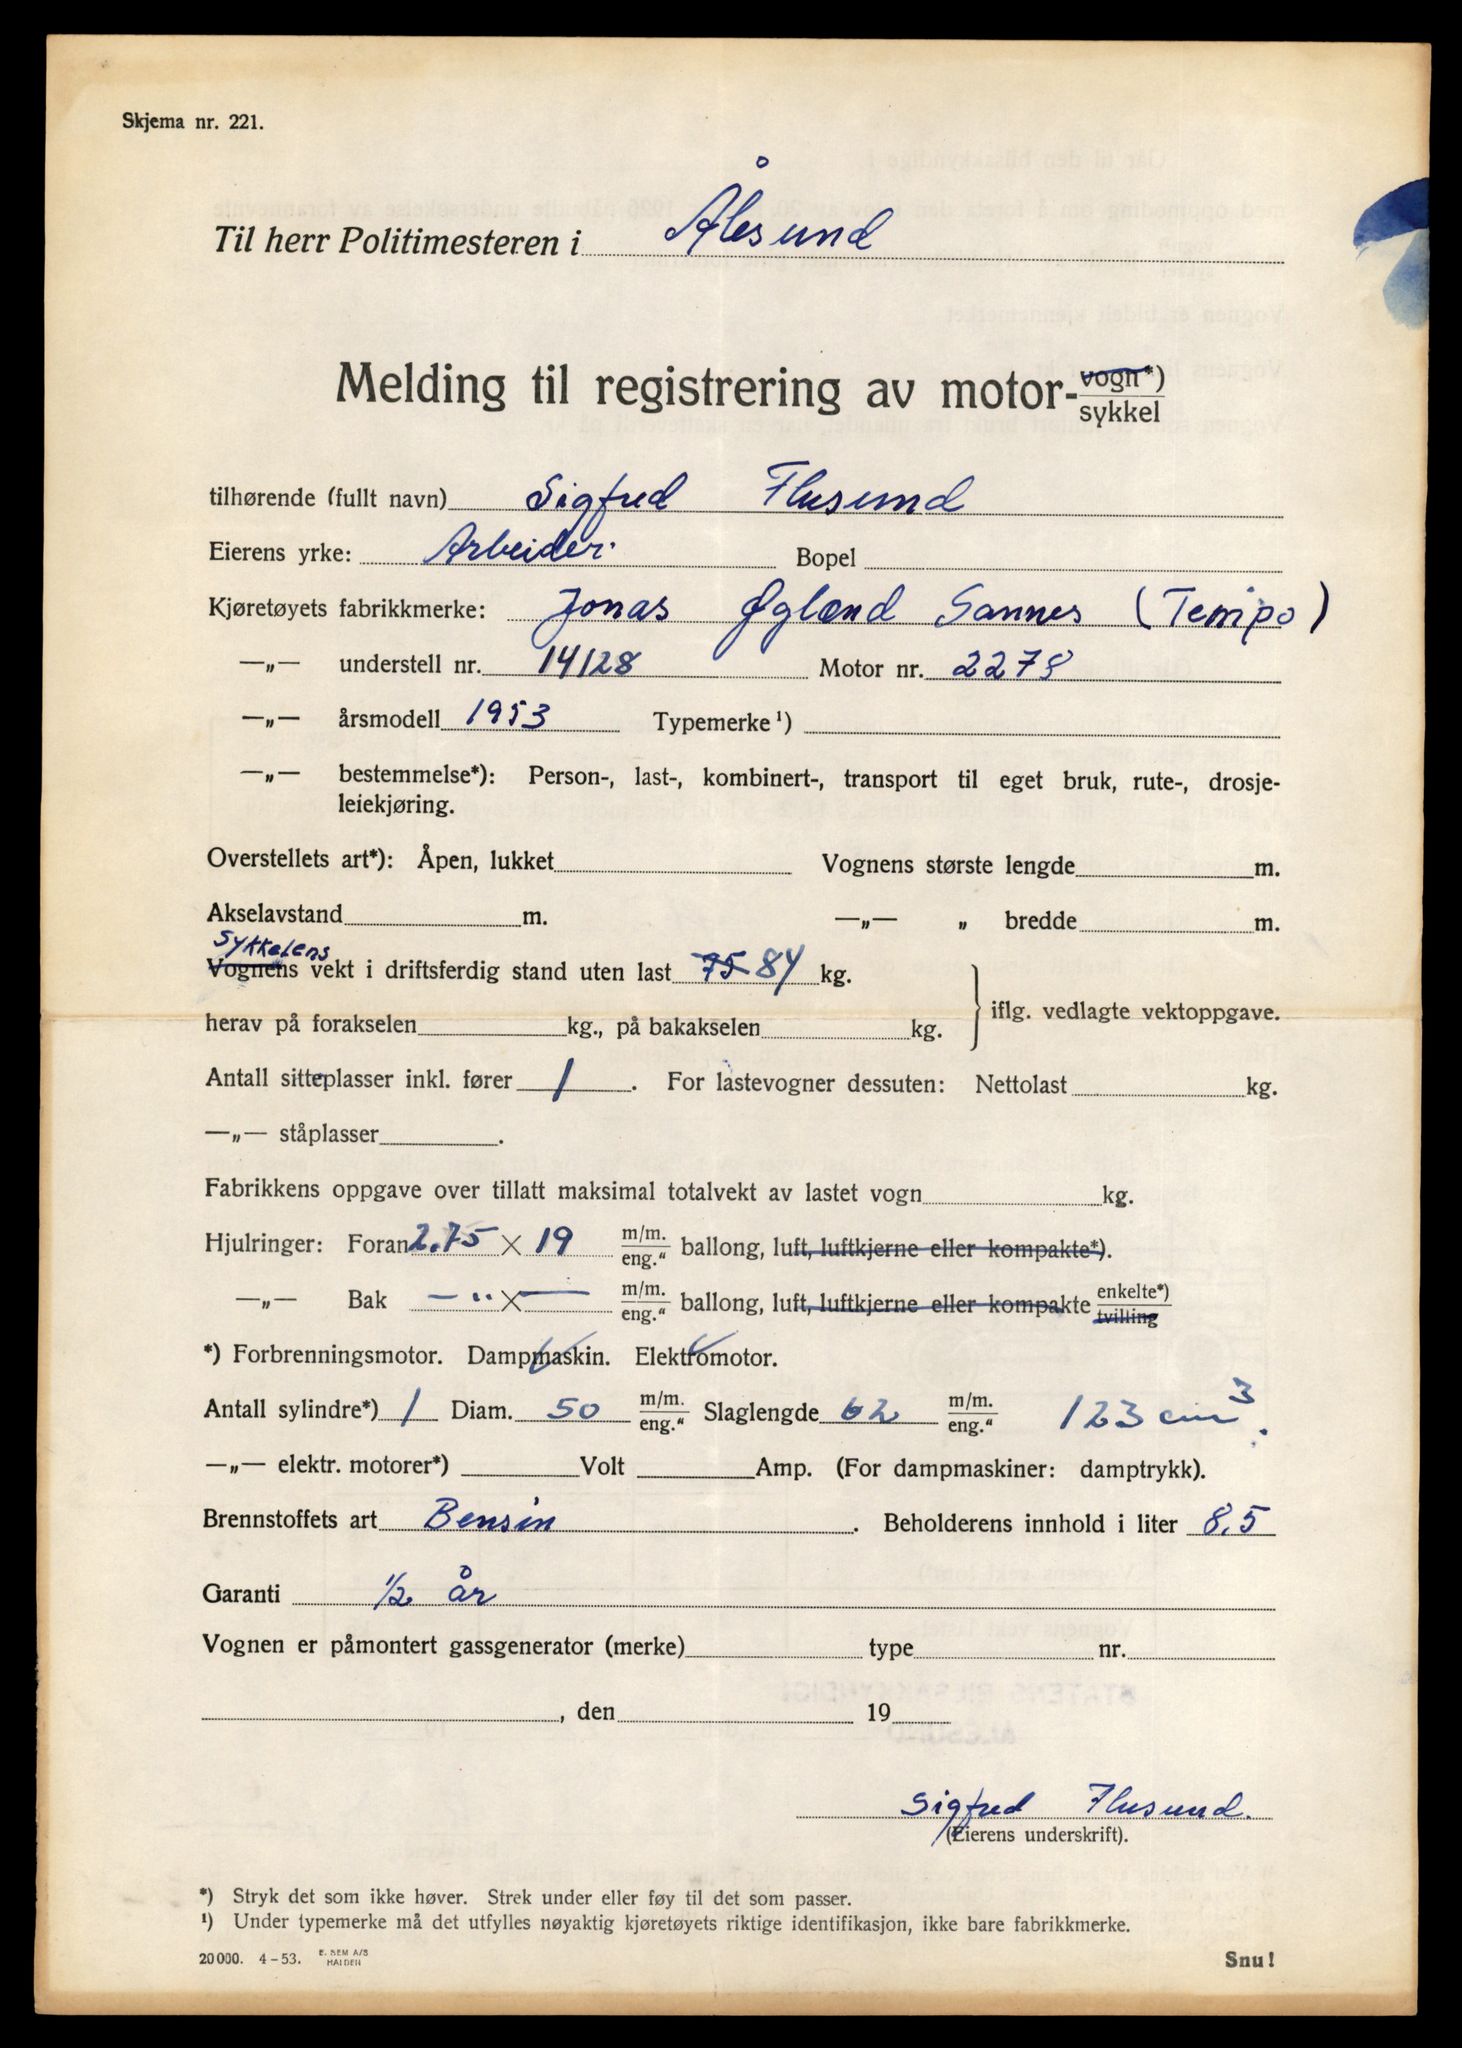 Skjema nr. 221.
Til herr Politimesteren i Ålesund
Melding til registrering av motor- vogn*)
sykkel
tilhørende (fullt navn) Sigfred Flusund
Eierens yrke: Arbeider. Bopel
Kjøretøyets fabrikkmerke: Jonas Øglænd Sannes (Tempo)
—„— understell nr. 14128 Motor nr. 2278
—„— årsmodell 1953 Typemerke ¹)
—„— bestemmelse*): Person-, last-, kombinert-, transport til eget bruk, rute-, drosje-
leiekjøring.
Overstellets art*): Åpen, lukket Vognens største lengde m.
Akselavstand m. —„— „ bredde m.
Sykkelens
Vognens vekt i driftsferdig stand uten last 75 84 kg.
iflg. vedlagte vektoppgave.
herav på forakselen kg., på bakakselen kg.
Antall sitteplasser inkl. fører 1. For lastevogner dessuten: Nettolast kg.
—„— ståplasser .
Fabrikkens oppgave over tillatt maksimal totalvekt av lastet vogn kg.
Hjulringer: Foran 2.75 × 19 m/m. eng.“ ballong, luft, luftkjerne eller kompakte*).
—„— Bak — „ × — m/m. eng.“ ballong, luft, luftkjerne eller kompakte enkelte*) tvilling
*) Forbrenningsmotor. Dampmaskin. Elektromotor.
Antall sylindre*) 1 Diam. 50 m/m. eng.“ Slaglengde 62 m/m. eng.“ 123 cm³.
—„— elektr. motorer*) Volt Amp. (For dampmaskiner: damptrykk).
Brennstoffets art Bensin . Beholderens innhold i liter 8,5
Garanti 1/2 år
Vognen er påmontert gassgenerator (merke) type nr.
, den 19
Sigfred Flusund.
(Eierens underskrift).
*) Stryk det som ikke høver. Strek under eller føy til det som passer.
¹) Under typemerke må det utfylles nøyaktig kjøretøyets riktige identifikasjon, ikke bare fabrikkmerke.
20000. 4–53. E. SEM A/S
HALDEN
Snu!